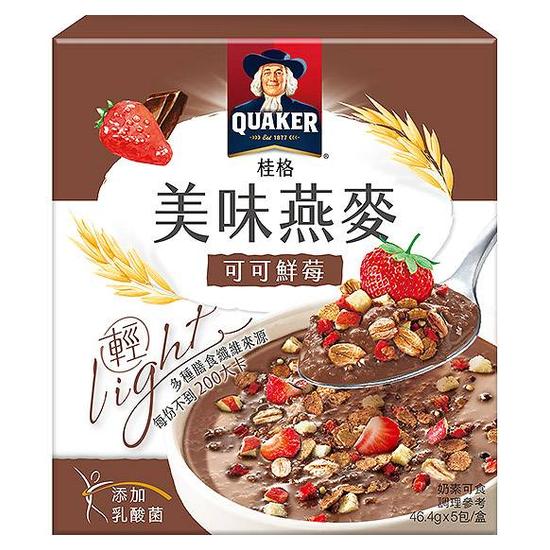 QUAKER
Est 1877
®
桂格
美味燕麥
可可鮮莓
輕
Light
多種膳食纖維來源
每份不到200大卡
添加
乳酸菌
奶素可食
調理參考
46.4g×5包/盒